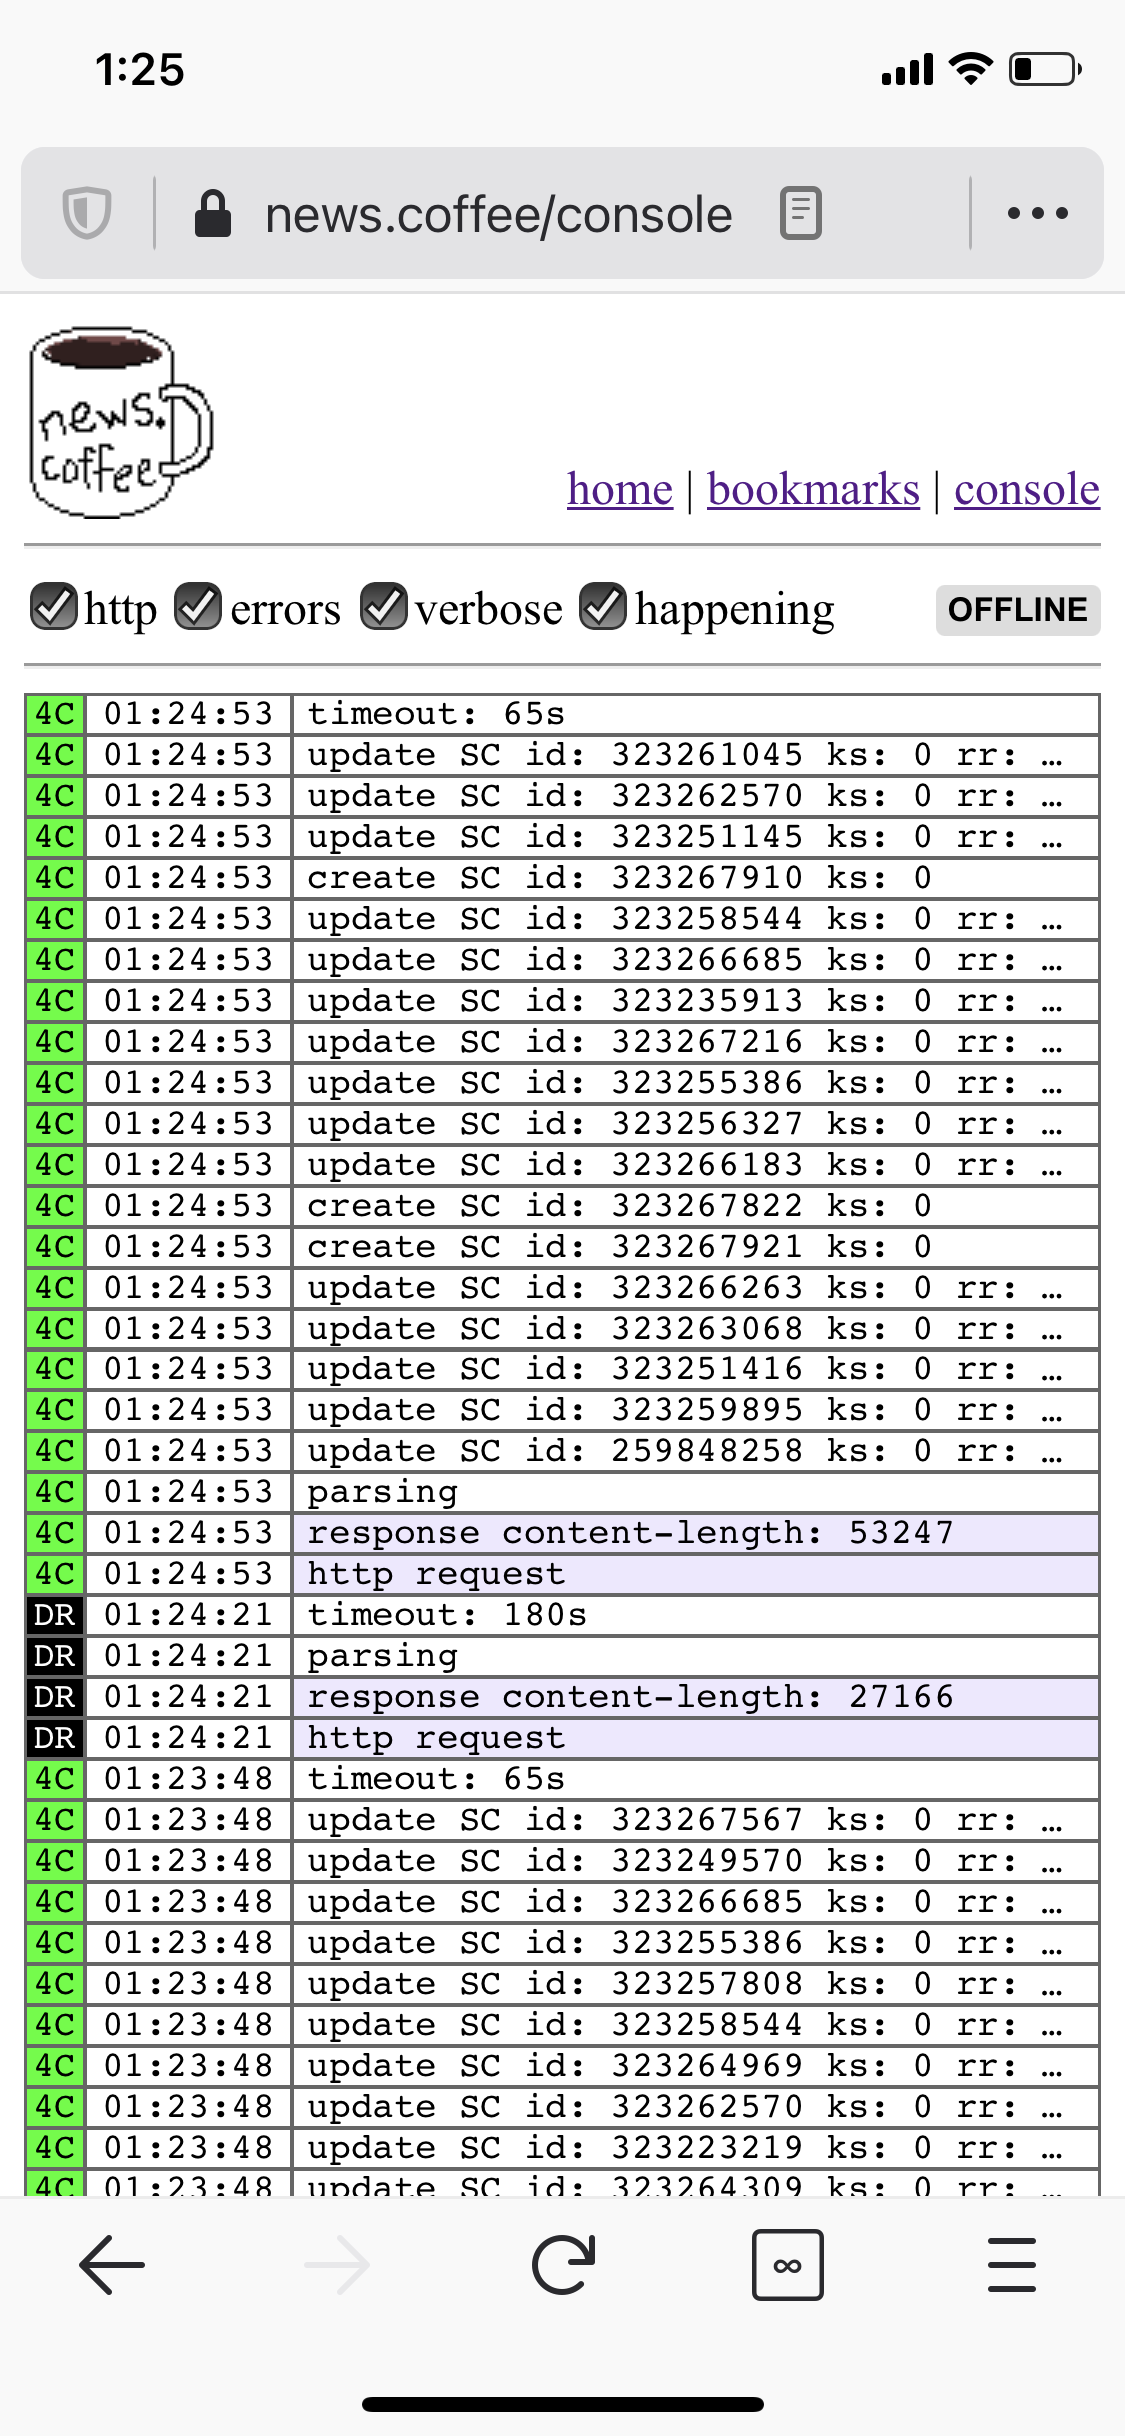 1:25
news.coffee/console
news.
coffee
home | bookmarks | console
http errors verbose happening OFFLINE
4C 01:24:53 timeout: 65s
4C 01:24:53 update SC id: 323261045 ks: 0 rr: …
4C 01:24:53 update SC id: 323262570 ks: 0 rr: …
4C 01:24:53 update SC id: 323251145 ks: 0 rr: …
4C 01:24:53 create SC id: 323267910 ks: 0
4C 01:24:53 update SC id: 323258544 ks: 0 rr: …
4C 01:24:53 update SC id: 323266685 ks: 0 rr: …
4C 01:24:53 update SC id: 323235913 ks: 0 rr: …
4C 01:24:53 update SC id: 323267216 ks: 0 rr: …
4C 01:24:53 update SC id: 323255386 ks: 0 rr: …
4C 01:24:53 update SC id: 323256327 ks: 0 rr: …
4C 01:24:53 update SC id: 323266183 ks: 0 rr: …
4C 01:24:53 create SC id: 323267822 ks: 0
4C 01:24:53 create SC id: 323267921 ks: 0
4C 01:24:53 update SC id: 323266263 ks: 0 rr: …
4C 01:24:53 update SC id: 323263068 ks: 0 rr: …
4C 01:24:53 update SC id: 323251416 ks: 0 rr: …
4C 01:24:53 update SC id: 323259895 ks: 0 rr: …
4C 01:24:53 update SC id: 259848258 ks: 0 rr: …
4C 01:24:53 parsing
4C 01:24:53 response content-length: 53247
4C 01:24:53 http request
DR 01:24:21 timeout: 180s
DR 01:24:21 parsing
DR 01:24:21 response content-length: 27166
DR 01:24:21 http request
4C 01:23:48 timeout: 65s
4C 01:23:48 update SC id: 323267567 ks: 0 rr: …
4C 01:23:48 update SC id: 323249570 ks: 0 rr: …
4C 01:23:48 update SC id: 323266685 ks: 0 rr: …
4C 01:23:48 update SC id: 323255386 ks: 0 rr: …
4C 01:23:48 update SC id: 323257808 ks: 0 rr: …
4C 01:23:48 update SC id: 323258544 ks: 0 rr: …
4C 01:23:48 update SC id: 323264969 ks: 0 rr: …
4C 01:23:48 update SC id: 323262570 ks: 0 rr: …
4C 01:23:48 update SC id: 323223219 ks: 0 rr: …
4C 01:23:48 update SC id: 323264309 ks: 0 rr: …